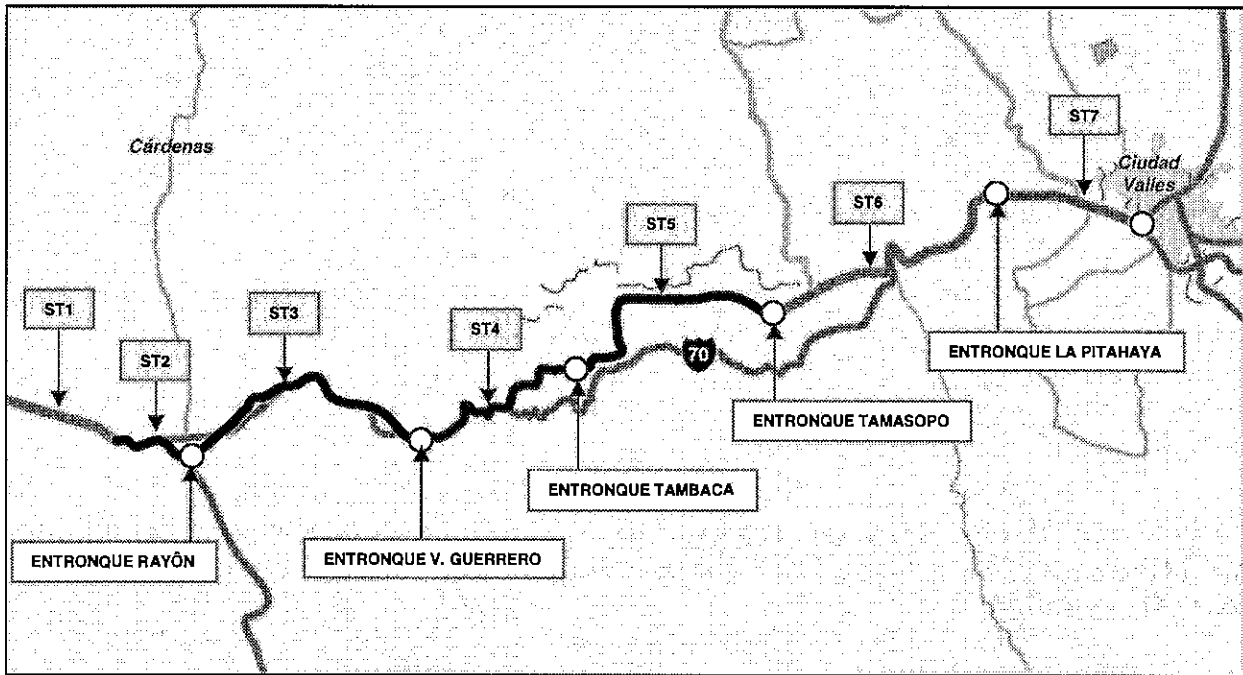 Cárdenas
ST7
Ciudad
Valles
ST6
ST5
ST1
ST3
ST4
ST2
70
ENTRONQUE LA PITAHAYA
ENTRONQUE TAMASOPO
ENTRONQUE TAMBACA
ENTRONQUE RAYÔN
ENTRONQUE V. GUERRERO